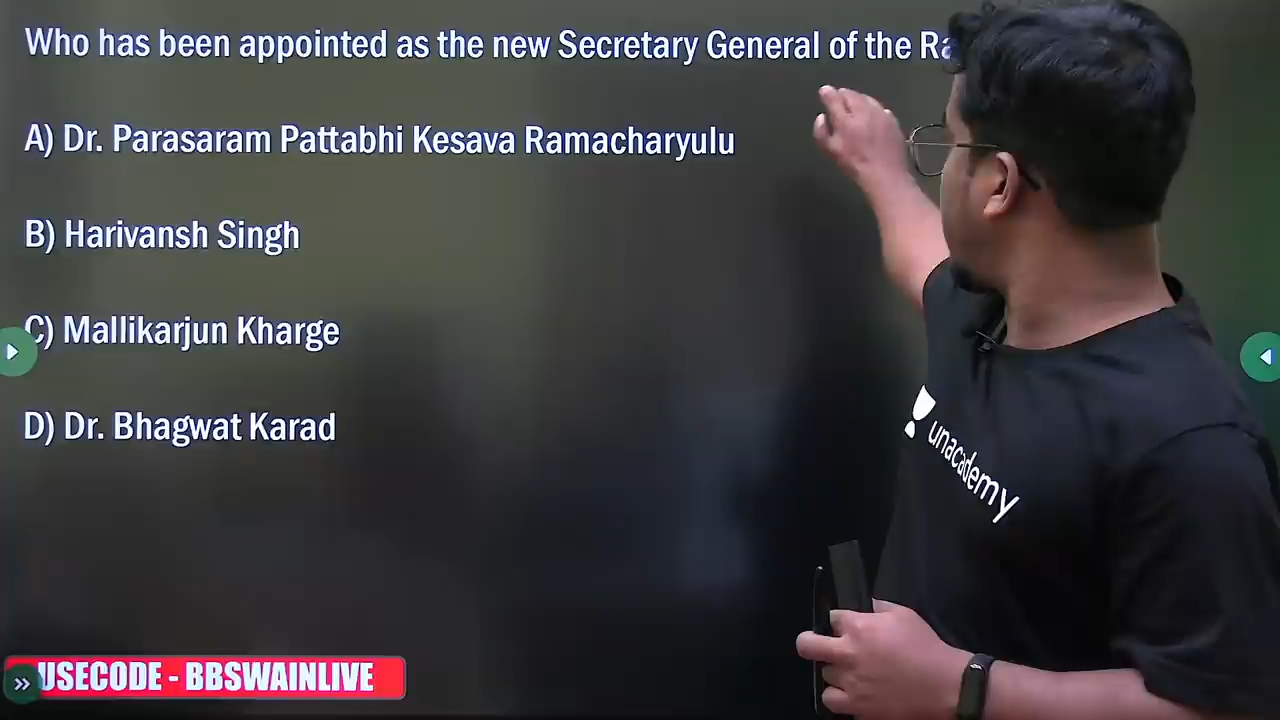 Who has been appointed as the new Secretary General of the
A) Dr. Parasaram Pattabhi Kesava Ramacharyulu
B) Harivansh Singh
C) Mallikarjun Kharge
D) Dr. Bhagwat Karad
unacademy
USECODE - BBSWAINLIVE